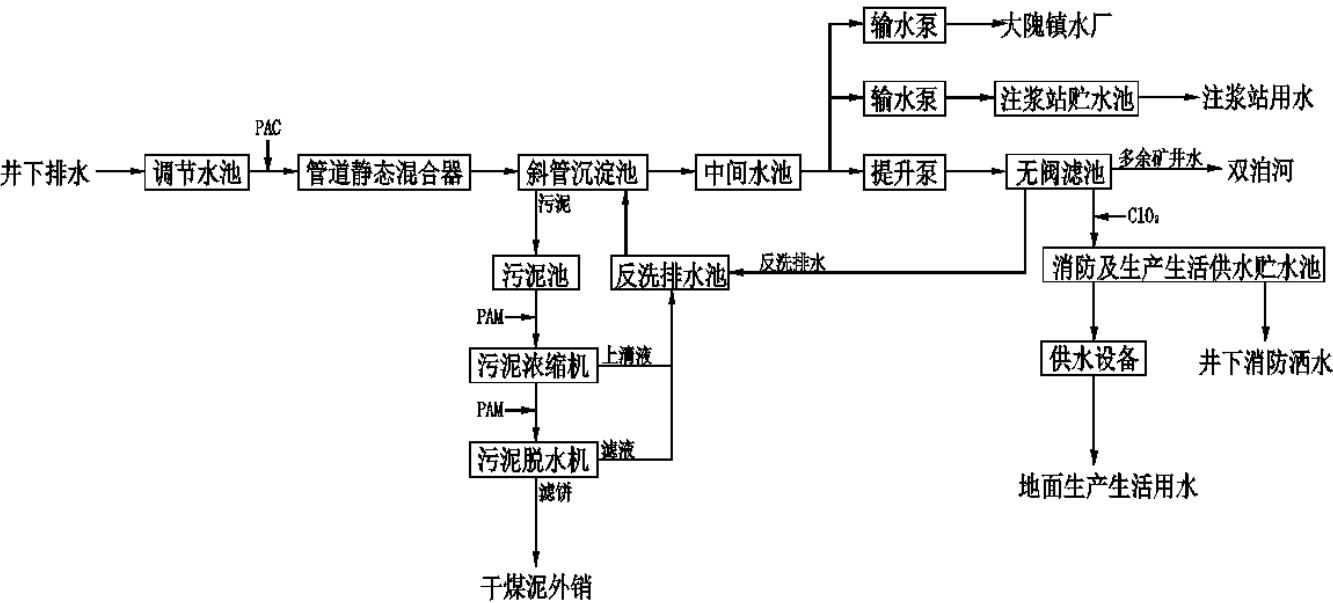 输水泵
大隗镇水厂
输水泵
注浆站贮水池
注浆站用水
PAC
井下排水
调节水池
管道静态混合器
斜管沉淀池
中间水池
提升泵
无阀滤池
多余矿井水
双洎河
污泥
ClO₂
污泥池
反洗排水池
反洗排水
消防及生产生活供水贮水池
PAM
污泥浓缩机
上清液
供水设备
井下消防洒水
PAM
污泥脱水机
滤液
滤饼
地面生产生活用水
干煤泥外销